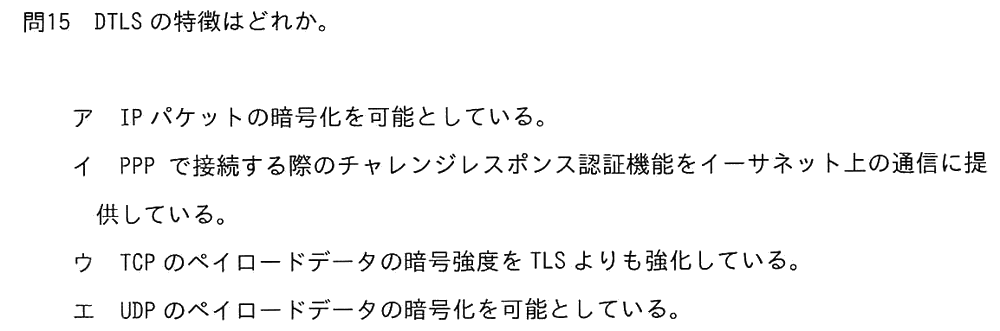 問15 DTLS の特徴はどれか。
ア IP パケットの暗号化を可能としている。
イ PPP で接続する際のチャレンジレスポンス認証機能をイーサネット上の通信に提
供している。
ウ TCP のペイロードデータの暗号強度を TLS よりも強化している。
エ UDP のペイロードデータの暗号化を可能としている。